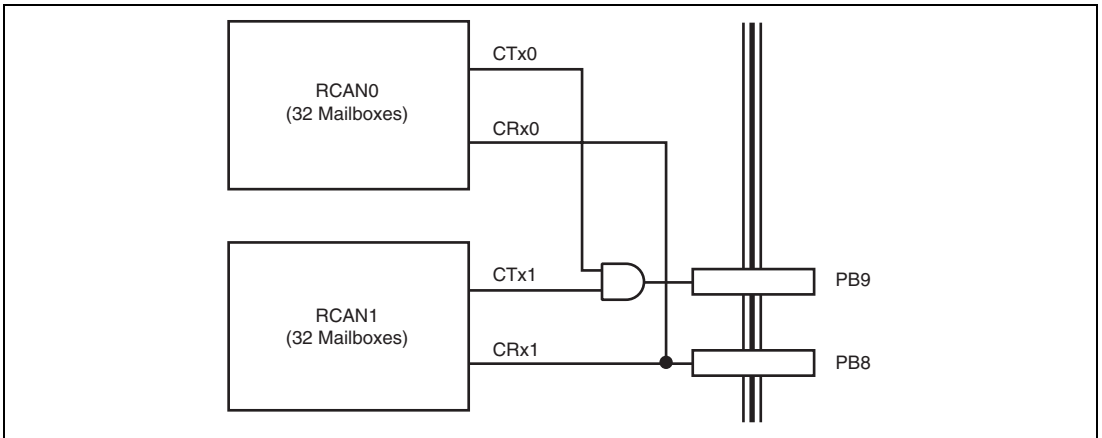 RCAN0
(32 Mailboxes)
CTx0
CRx0
RCAN1
(32 Mailboxes)
CTx1
CRx1
PB9
PB8